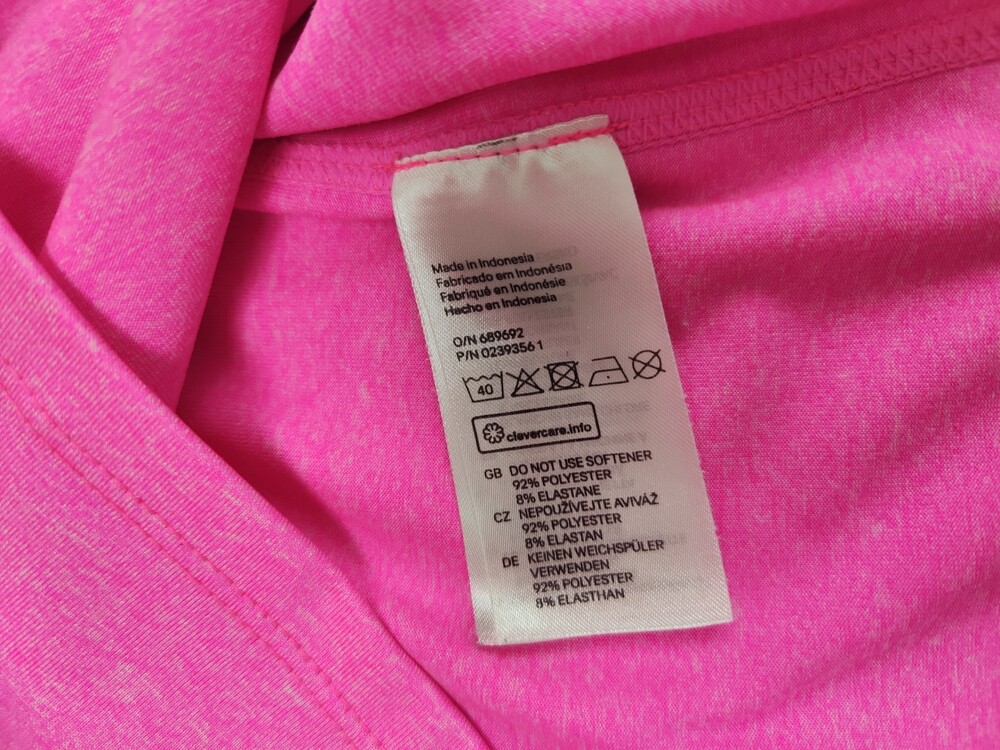 Made in Indonesia
Fabricado em Indonésia
Fabriqué en Indonésie
Hecho en Indonesia
O/N 689692
P/N 0239356 1
40
clevercare.info
GB DO NOT USE SOFTENER
92% POLYESTER
8% ELASTANE
CZ NEPOUŽÍVEJTE AVIVÁŽ
92% POLYESTER
8% ELASTAN
DE KEINEN WEICHSPÜLER
VERWENDEN
92% POLYESTER
8% ELASTHAN